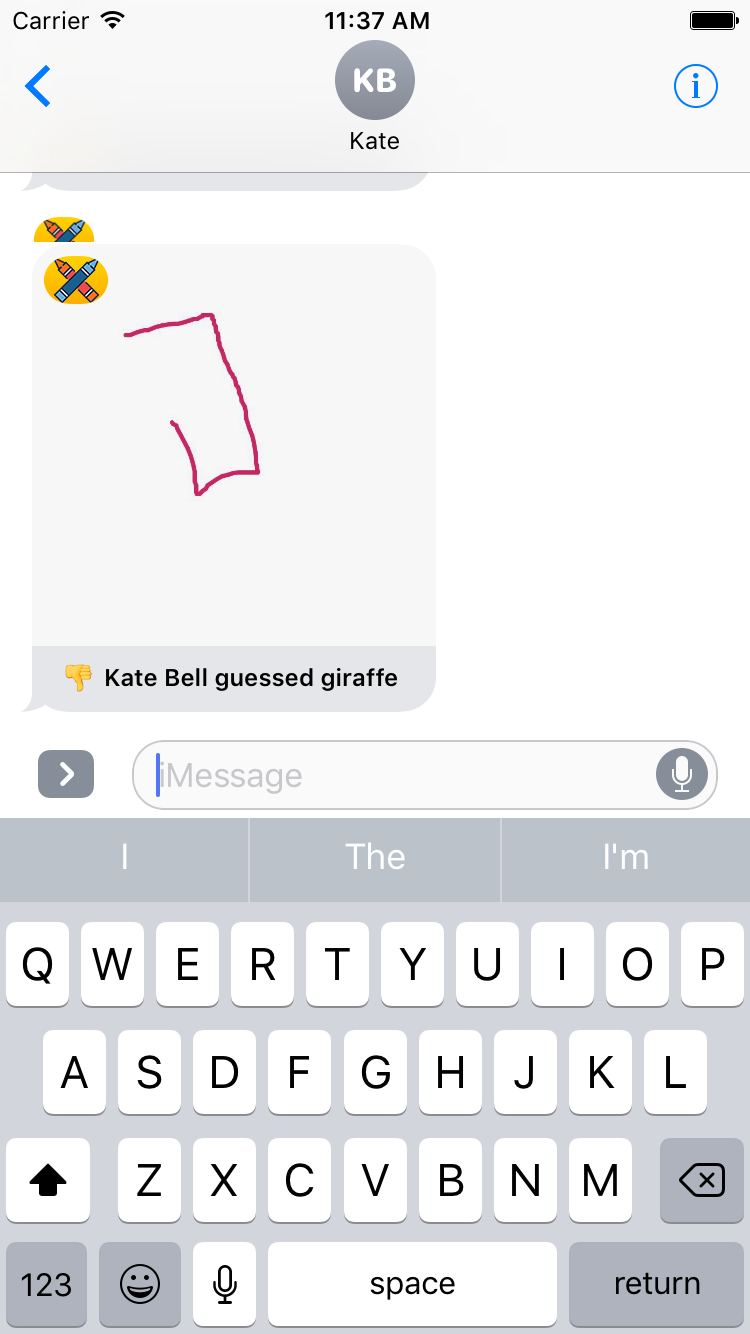 Carrier 11:37 AM
KB
Kate
👎 Kate Bell guessed giraffe
iMessage
I The I'm
Q W E R T Y U I O P
A S D F G H J K L
Z X C V B N M
123 space return